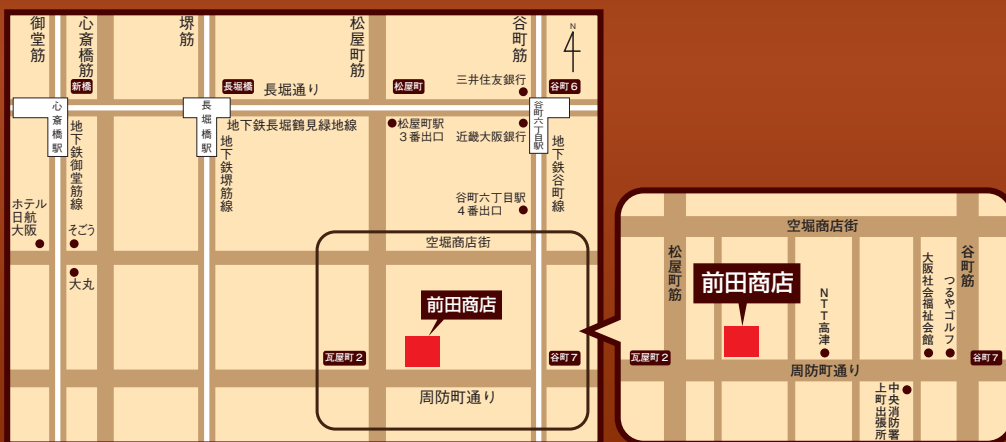 御堂筋
心斎橋筋
堺筋
松屋町筋
谷町筋
N
新橋
長堀橋
長堀通り
松屋町
三井住友銀行
谷町6
心斎橋駅
長堀橋駅
谷町六丁目駅
地下鉄長堀鶴見緑地線
松屋町駅
3番出口
近畿大阪銀行
地下鉄御堂筋線
地下鉄堺筋線
地下鉄谷町線
谷町六丁目駅
4番出口
ホテル
日航
大阪
そごう
大丸
空堀商店街
前田商店
瓦屋町2
谷町7
周防町通り
空堀商店街
松屋町筋
谷町筋
前田商店
NTT高津
大阪社会福祉会館
つるやゴルフ
瓦屋町2
谷町7
周防町通り
中央消防署
上町出張所